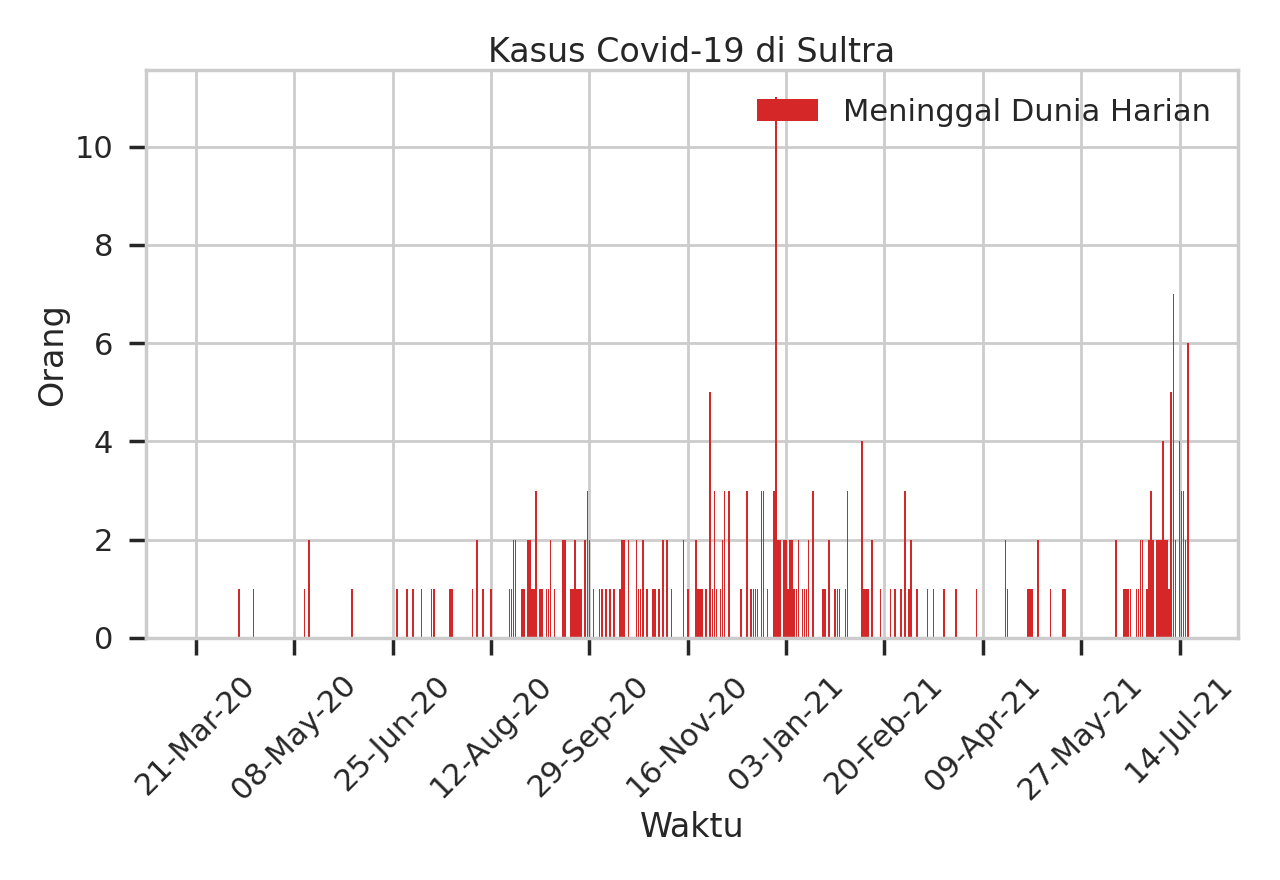 Kasus Covid-19 di Sultra
Meninggal Dunia Harian
Orang
10
8
6
4
2
0
21-Mar-20
08-May-20
25-Jun-20
12-Aug-20
29-Sep-20
16-Nov-20
03-Jan-21
20-Feb-21
09-Apr-21
27-May-21
14-Jul-21
Waktu